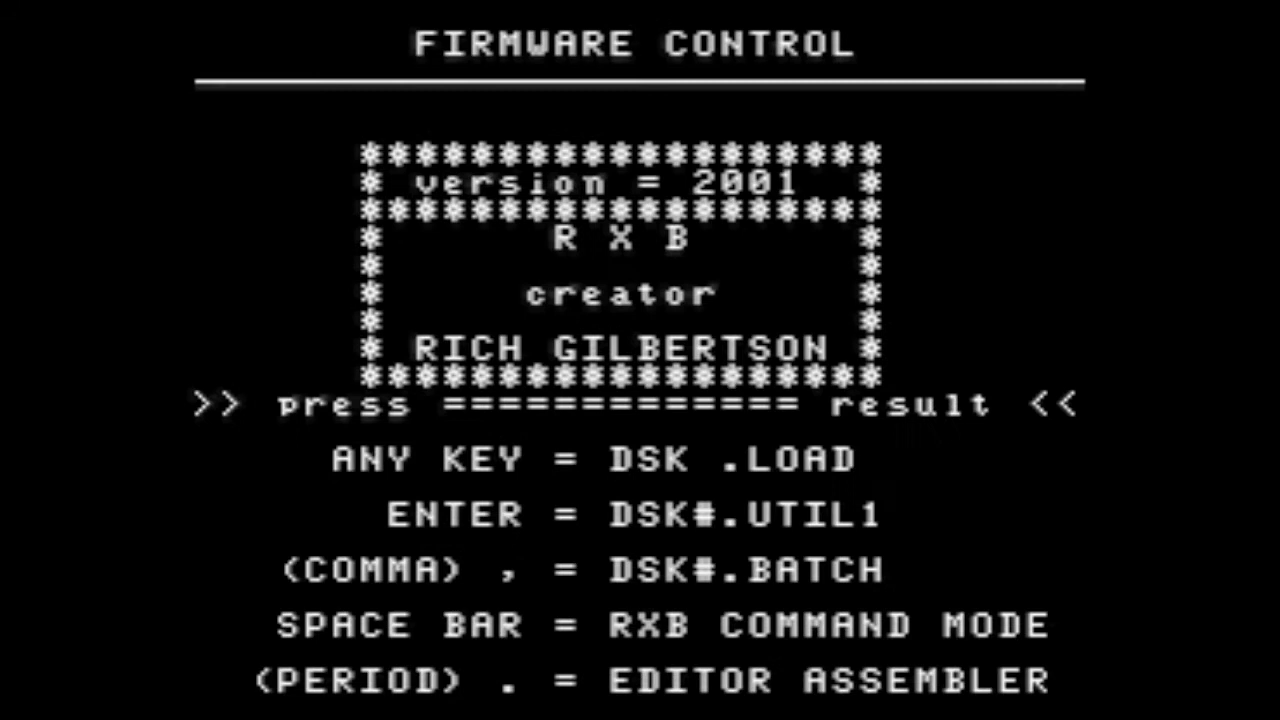 FIRMWARE CONTROL
*******************
* version = 2001 *
*******************
* R X B *
* *
* creator *
* *
* RICH GILBERTSON *
*******************
>> press ============= result <<
ANY KEY = DSK .LOAD
ENTER = DSK#.UTIL1
(COMMA) , = DSK#.BATCH
SPACE BAR = RXB COMMAND MODE
(PERIOD) . = EDITOR ASSEMBLER